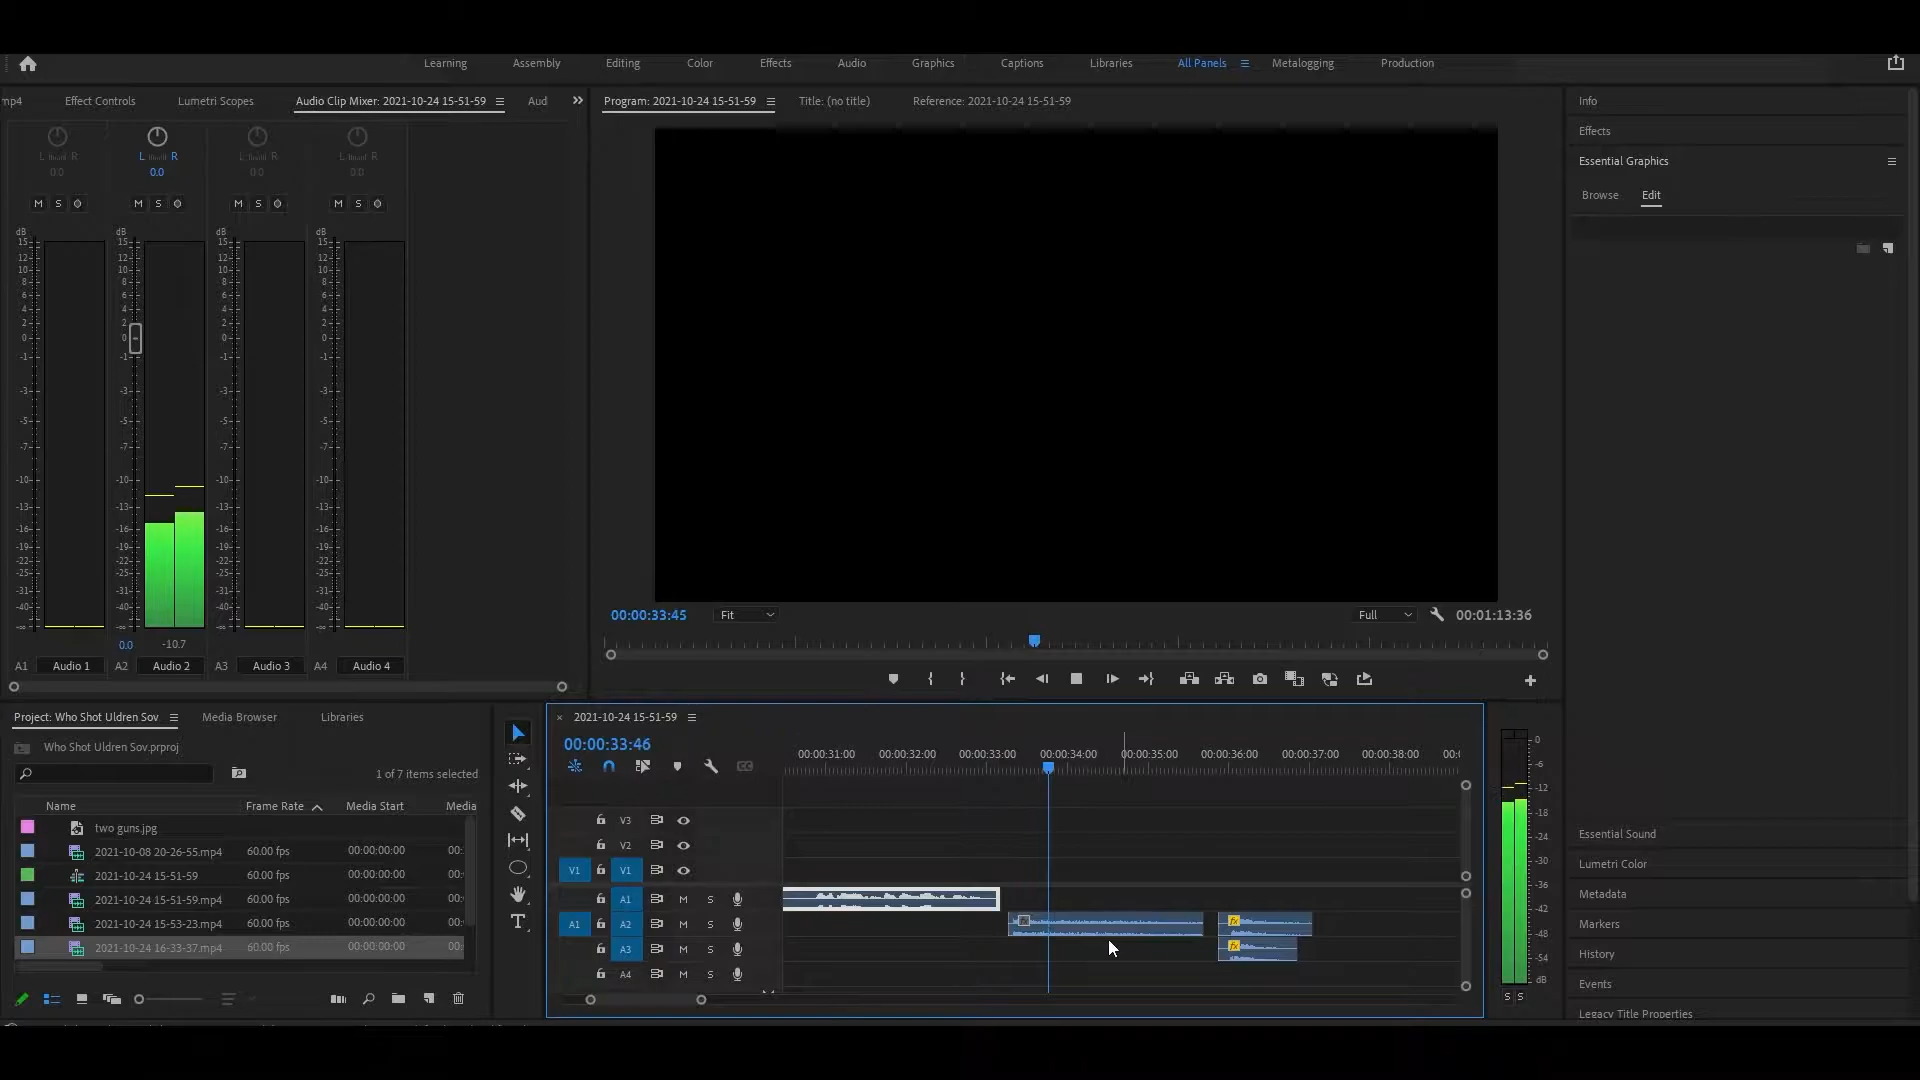 Learning Assembly Editing Color Effects Audio Graphics Captions Libraries All Panels Metalogging Production
mp4 Effect Controls Lumetri Scopes Audio Clip Mixer: 2021-10-24 15-51-59 Aud
Program: 2021-10-24 15-51-59 Title: (no title) Reference: 2021-10-24 15-51-59
Info
Effects
Essential Graphics
Browse Edit
L R L R L R L R
0.0 0.0 0.0 0.0
M S M S M S M S
dB dB dB dB
15 15 15 15
12 12 12 12
10 10 10 10
8 8 8 8
6 6 6 6
4 4 4 4
2 2 2 2
0 0 0 0
-1 -1 -1 -1
-3 -3 -3 -3
-5 -5 -5 -5
-7 -7 -7 -7
-10 -10 -10 -10
-13 -13 -13 -13
-16 -16 -16 -16
-19 -19 -19 -19
-22 -22 -22 -22
-25 -25 -25 -25
-31 -31 -31 -31
-40 -40 -40 -40
-∞ -∞ -∞ -∞
0.0 -10.7
A1 Audio 1 A2 Audio 2 A3 Audio 3 A4 Audio 4
00:00:33:45 Fit Full 00:01:13:36
Project: Who Shot Uldren Sov Media Browser Libraries
Who Shot Uldren Sov.prproj
1 of 7 items selected
Name Frame Rate Media Start Media
two guns.jpg
2021-10-08 20-26-55.mp4 60.00 fps 00:00:00:00 00:
2021-10-24 15-51-59 60.00 fps 00:00:00:00 00:
2021-10-24 15-51-59.mp4 60.00 fps 00:00:00:00 00:
2021-10-24 15-53-23.mp4 60.00 fps 00:00:00:00 00:
2021-10-24 16-33-37.mp4 60.00 fps 00:00:00:00 00:
T
× 2021-10-24 15-51-59
00:00:33:46
CC
00:00:31:00 00:00:32:00 00:00:33:00 00:00:34:00 00:00:35:00 00:00:36:00 00:00:37:00 00:00:38:00 00:0
V3
V2
V1 V1
A1 M S
A1 A2 M S fx
A3 M S fx
A4 M S
0
-6
-12
-18
-24
-30
-36
-42
-48
-54
dB
S S
Essential Sound
Lumetri Color
Metadata
Markers
History
Events
Legacy Title Properties